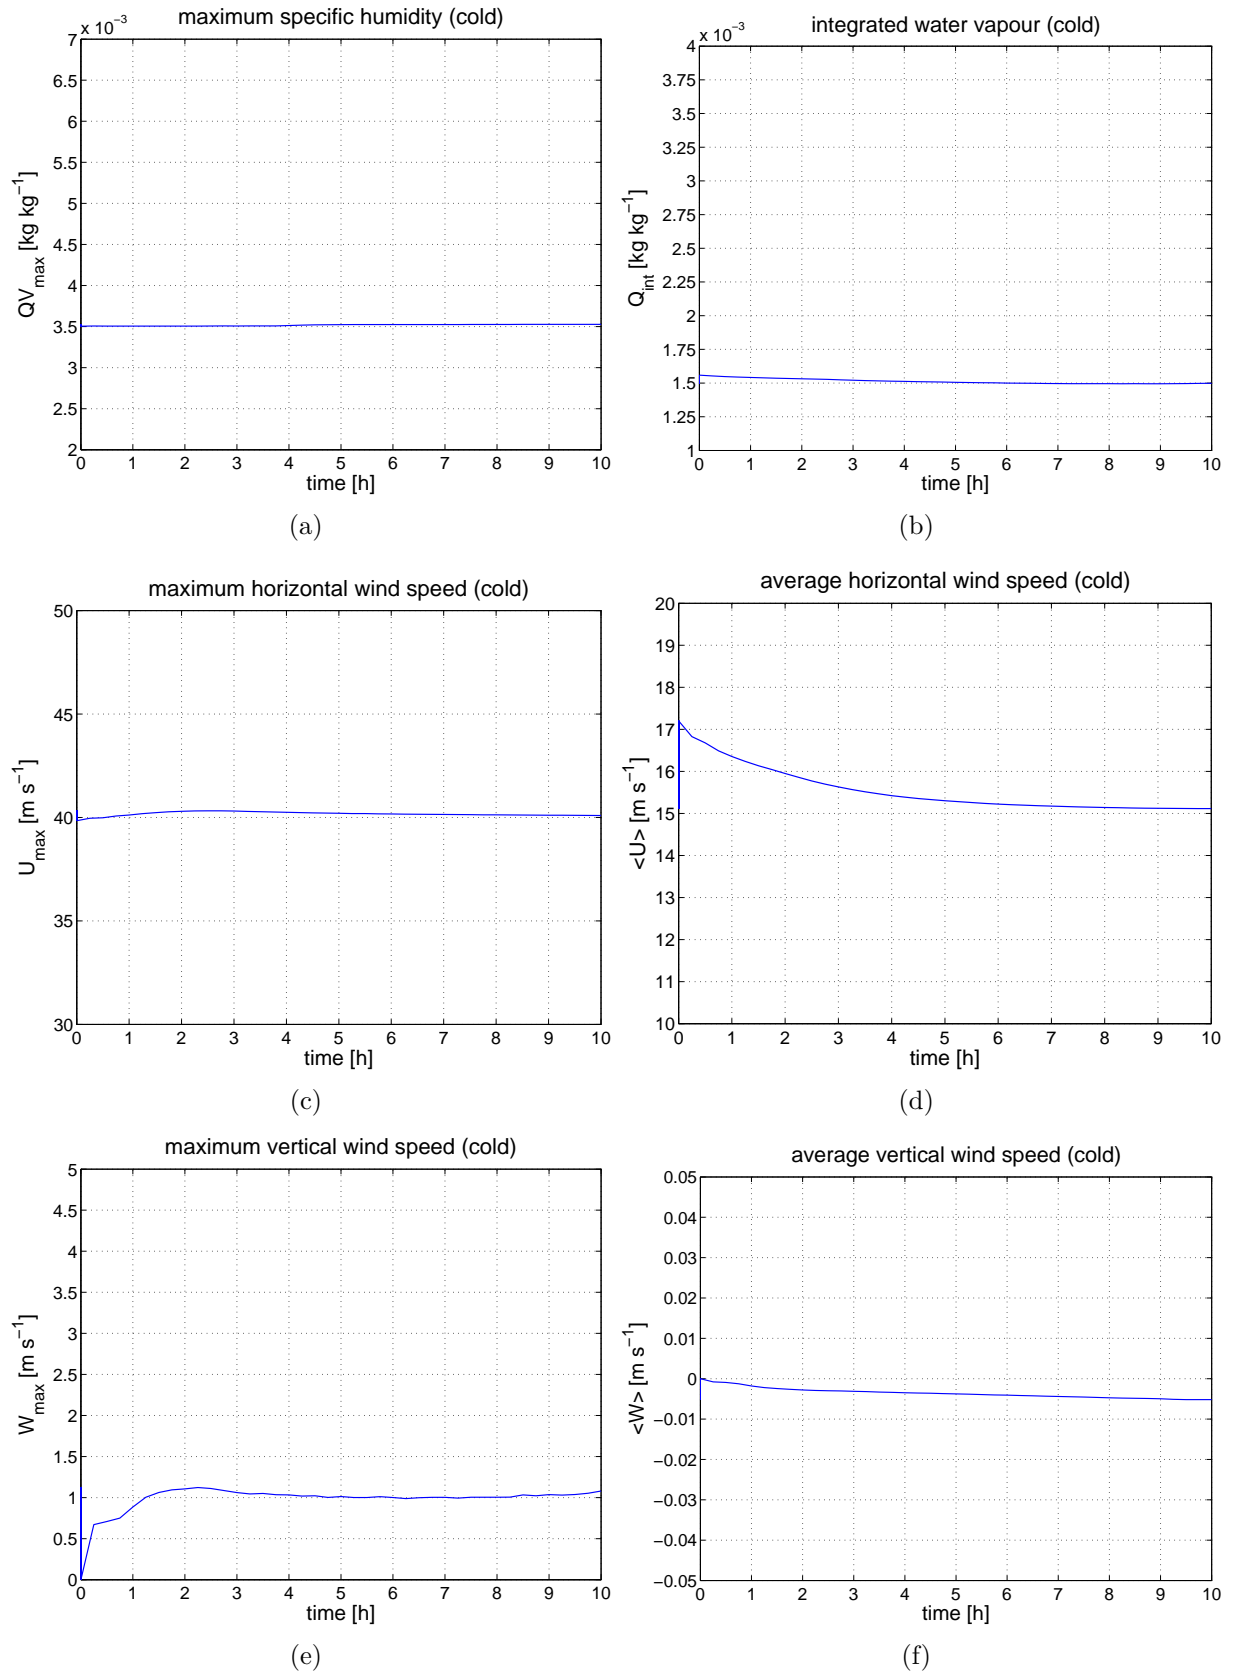 maximum specific humidity (cold)
x 10⁻³
7
6.5
6
5.5
5
4.5
4
3.5
3
2.5
2
QV_max [kg kg⁻¹]
0 1 2 3 4 5 6 7 8 9 10
time [h]
(a)
integrated water vapour (cold)
x 10⁻³
4
3.75
3.5
3.25
3
2.75
2.5
2.25
2
1.75
1.5
1.25
1
Q_int [kg kg⁻¹]
0 1 2 3 4 5 6 7 8 9 10
time [h]
(b)
maximum horizontal wind speed (cold)
50
45
40
35
30
U_max [m s⁻¹]
0 1 2 3 4 5 6 7 8 9 10
time [h]
(c)
average horizontal wind speed (cold)
20
19
18
17
16
15
14
13
12
11
10
<U> [m s⁻¹]
0 1 2 3 4 5 6 7 8 9 10
time [h]
(d)
maximum vertical wind speed (cold)
5
4.5
4
3.5
3
2.5
2
1.5
1
0.5
0
W_max [m s⁻¹]
0 1 2 3 4 5 6 7 8 9 10
time [h]
(e)
average vertical wind speed (cold)
0.05
0.04
0.03
0.02
0.01
0
−0.01
−0.02
−0.03
−0.04
−0.05
<W> [m s⁻¹]
0 1 2 3 4 5 6 7 8 9 10
time [h]
(f)